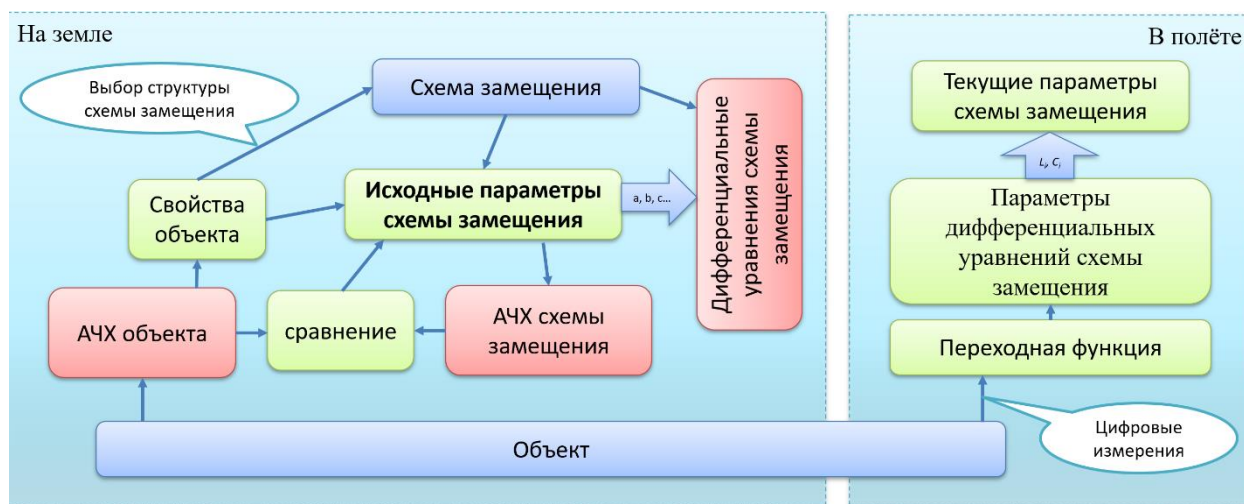 На земле
Выбор структуры
схемы замещения
Схема замещения
Дифференциальные
уравнения схемы
замещения
Исходные параметры
схемы замещения
a, b, c...
Свойства
объекта
АЧХ объекта
сравнение
АЧХ схемы
замещения
Объект
В полёте
Текущие параметры
схемы замещения
Li, Ci
Параметры
дифференциальных
уравнений схемы
замещения
Переходная функция
Цифровые
измерения